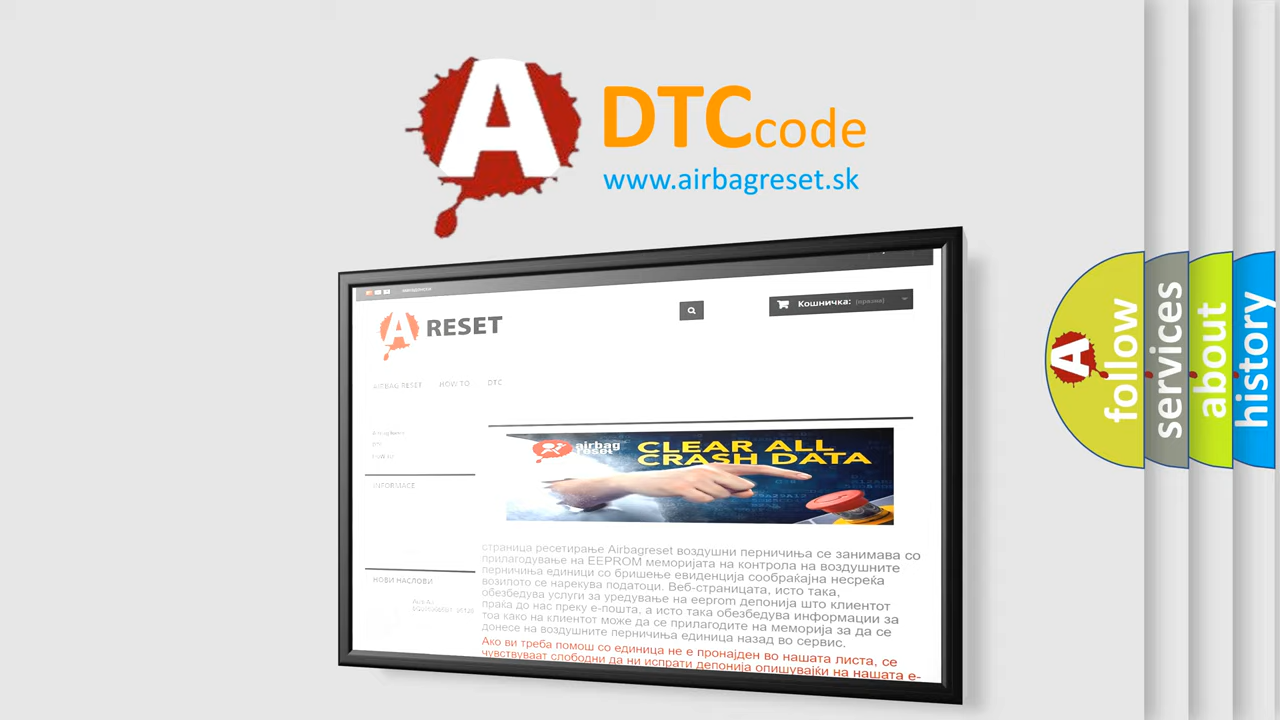 A
DTCcode
www.airbagreset.sk
A RESET
Кошничка: (празни)
AIRBAG RESET HOW TO DTC
airbag
reset
CLEAR ALL
CRASH DATA
INFORMACE
страница ресетирање Airbagreset воздушни перничиња се занимава со
прилагодување на EEPROM меморијата на контрола на воздушните
перничиња единици со бришење евиденција сообраќајна несреќа
возилото се нарекува податоци. Веб-страницата, исто така,
обезбедува услуги за уредување на eeprom депонија што клиентот
праќа до нас преку е-пошта, а исто така обезбедува информации за
тоа како на клиентот може да се прилагодите на меморија за да се
донесе на воздушните перничиња единица назад во сервис.
Ако ви треба помош со единица не е пронајден во нашата листа, се
чувствуваат слободни да ни испрати депонија опишувајќи на нашата е-
НОВИ НАСЛОВИ
A follow
services
about
history